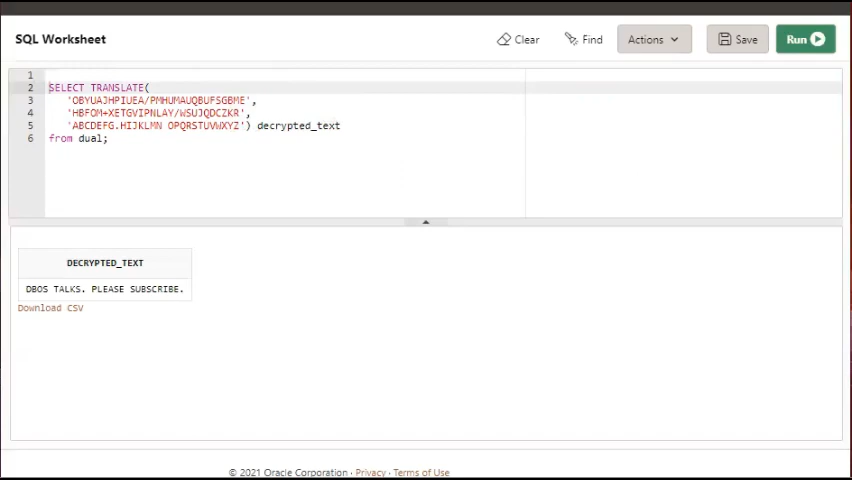 SQL Worksheet
Clear
Find
Actions
Save
Run
1
2 SELECT TRANSLATE(
3 'OBYUAJHPIUEA/PMHUMAUQBUFSGBME',
4 'HBFOM+XETGVIPNLAY/WSUJQDCZKR',
5 'ABCDEFG.HIJKLMN OPQRSTUVWXYZ') decrypted_text
6 from dual;
DECRYPTED_TEXT
DBOS TALKS. PLEASE SUBSCRIBE.
Download CSV
© 2021 Oracle Corporation · Privacy · Terms of Use